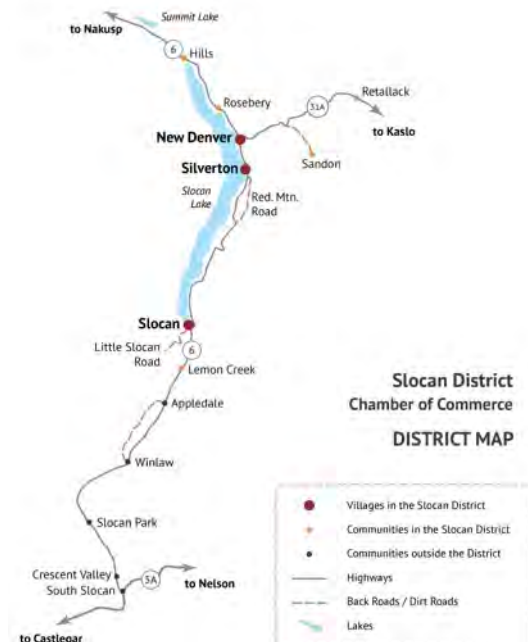 Summit Lake
to Nakusp
6
Hills
Rosebery
31A
Retallack
to Kaslo
New Denver
Sandon
Silverton
Slocan
Lake
Red. Mtn.
Road
Slocan
Little Slocan
Road
6
Lemon Creek
Appledale
Winlaw
Slocan Park
Crescent Valley
South Slocan
3A
to Nelson
to Castlegar
Slocan District
Chamber of Commerce
DISTRICT MAP
Villages in the Slocan District
Communities in the Slocan District
Communities outside the District
Highways
Back Roads / Dirt Roads
Lakes